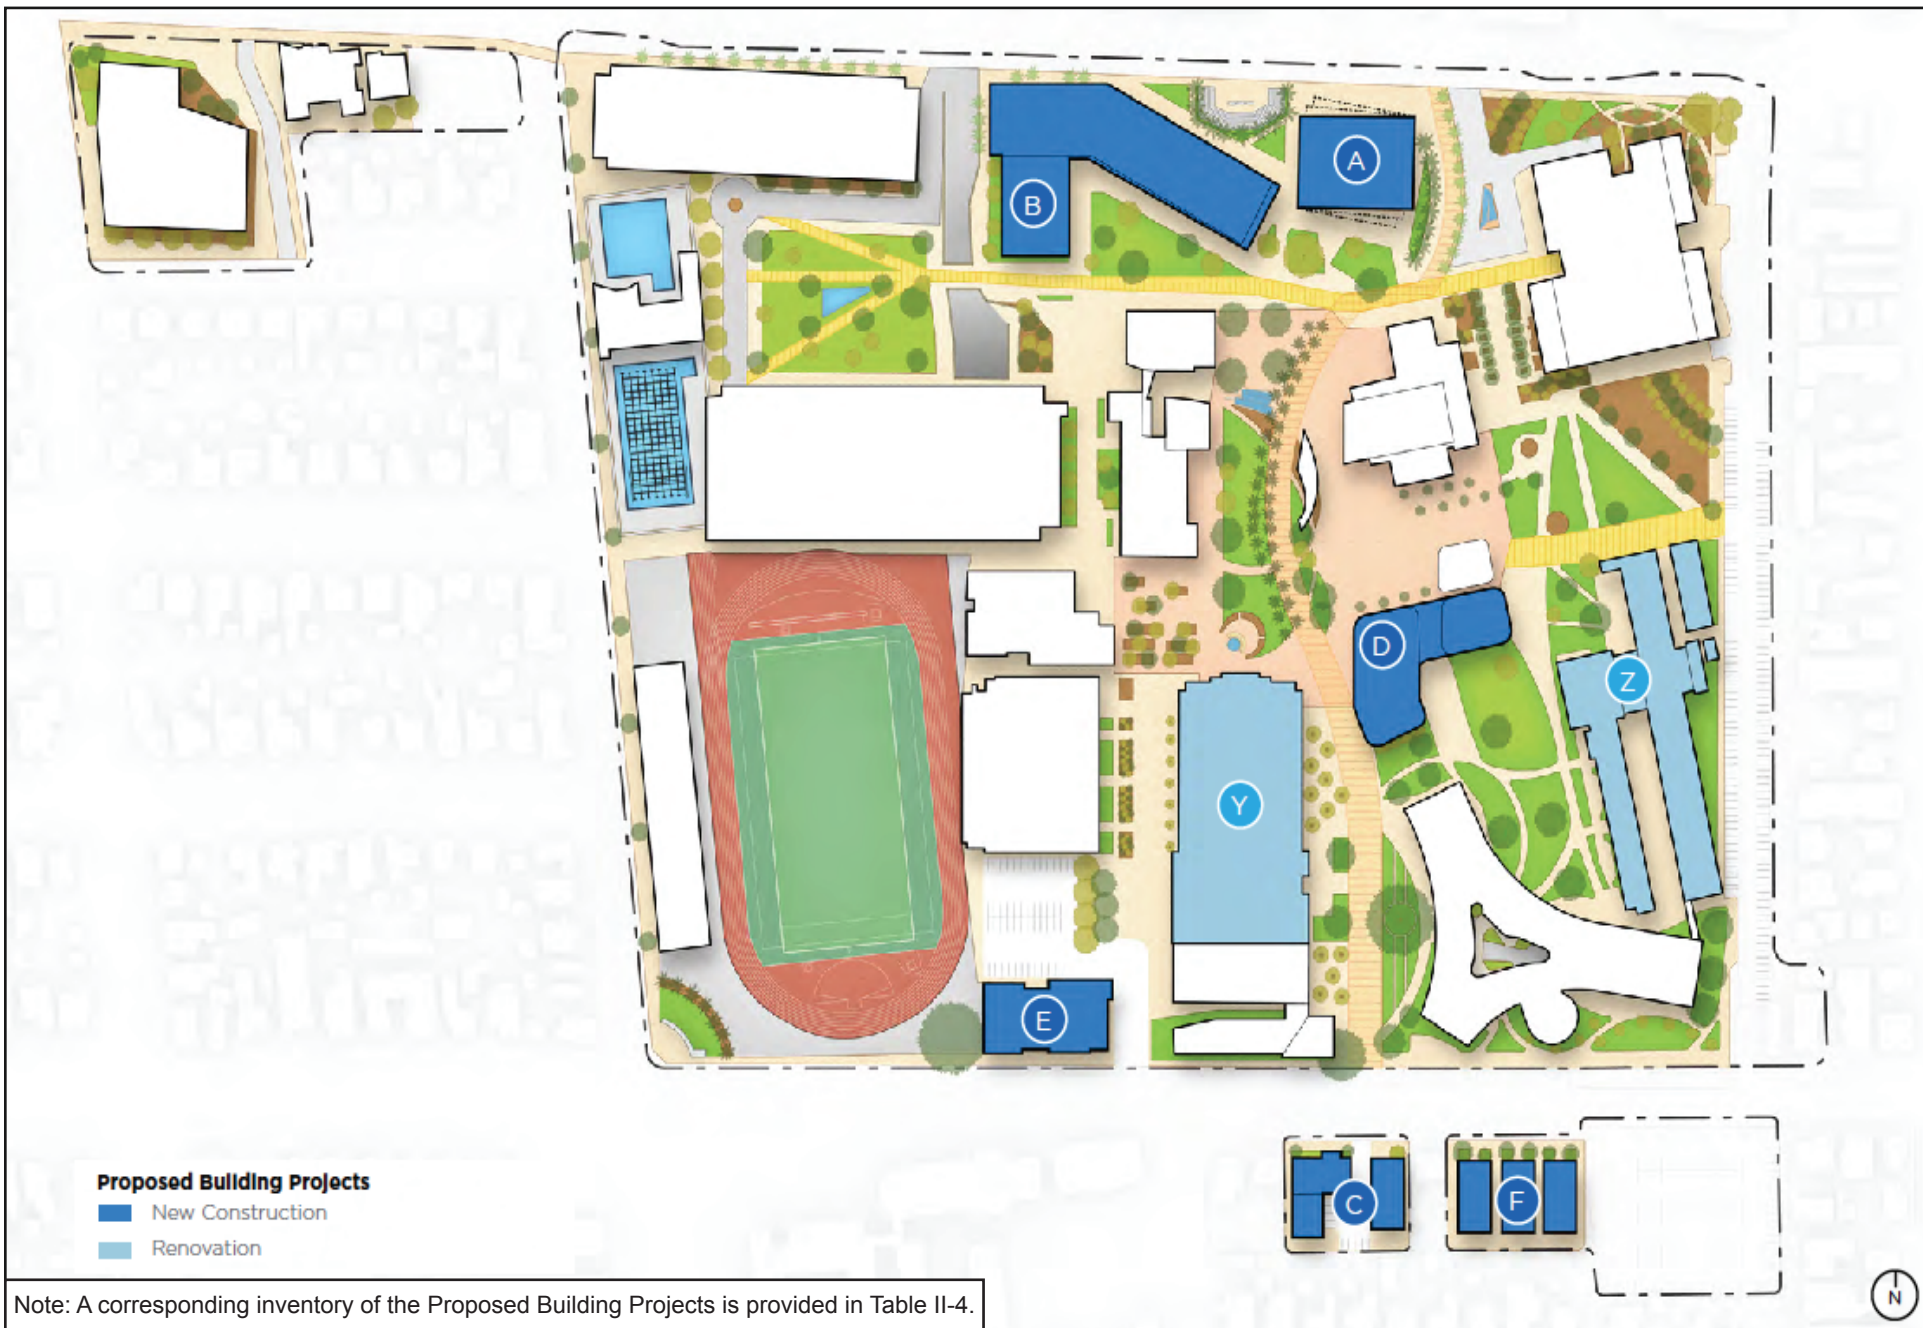 B
A
D
Z
Y
E
C
F
Proposed Building Projects
New Construction
Renovation
Note: A corresponding inventory of the Proposed Building Projects is provided in Table II-4.
N